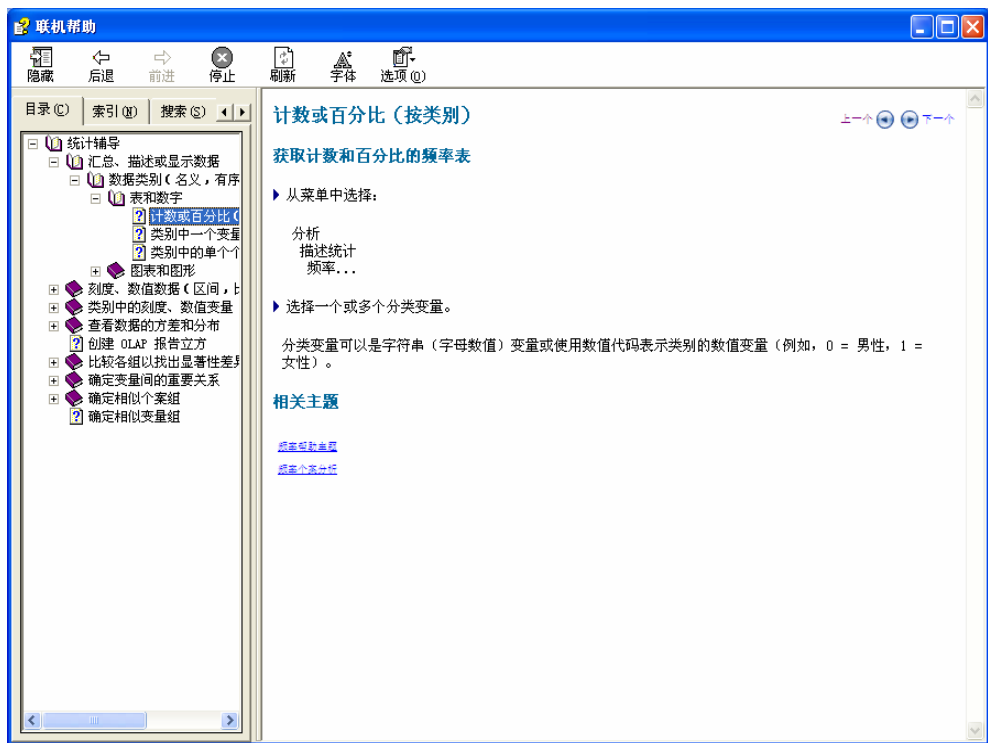 联机帮助
隐藏 后退 前进 停止 刷新 字体 选项(O)
目录(C) 索引(N) 搜索(S)
统计辅导
汇总、描述或显示数据
数据类别(名义,有序
表和数字
计数或百分比(
类别中一个变量
类别中的单个个
图表和图形
刻度、数值数据(区间,比
类别中的刻度、数值变量
查看数据的方差和分布
创建 OLAP 报告立方
比较各组以找出显著性差异
确定变量间的重要关系
确定相似个案组
确定相似变量组
计数或百分比（按类别）
上一个 下一个
获取计数和百分比的频率表
从菜单中选择：
分析
描述统计
频率...
选择一个或多个分类变量。
分类变量可以是字符串（字母数值）变量或使用数值代码表示类别的数值变量（例如，0 = 男性，1 =
女性）。
相关主题
频率帮助主题
频率个案分析